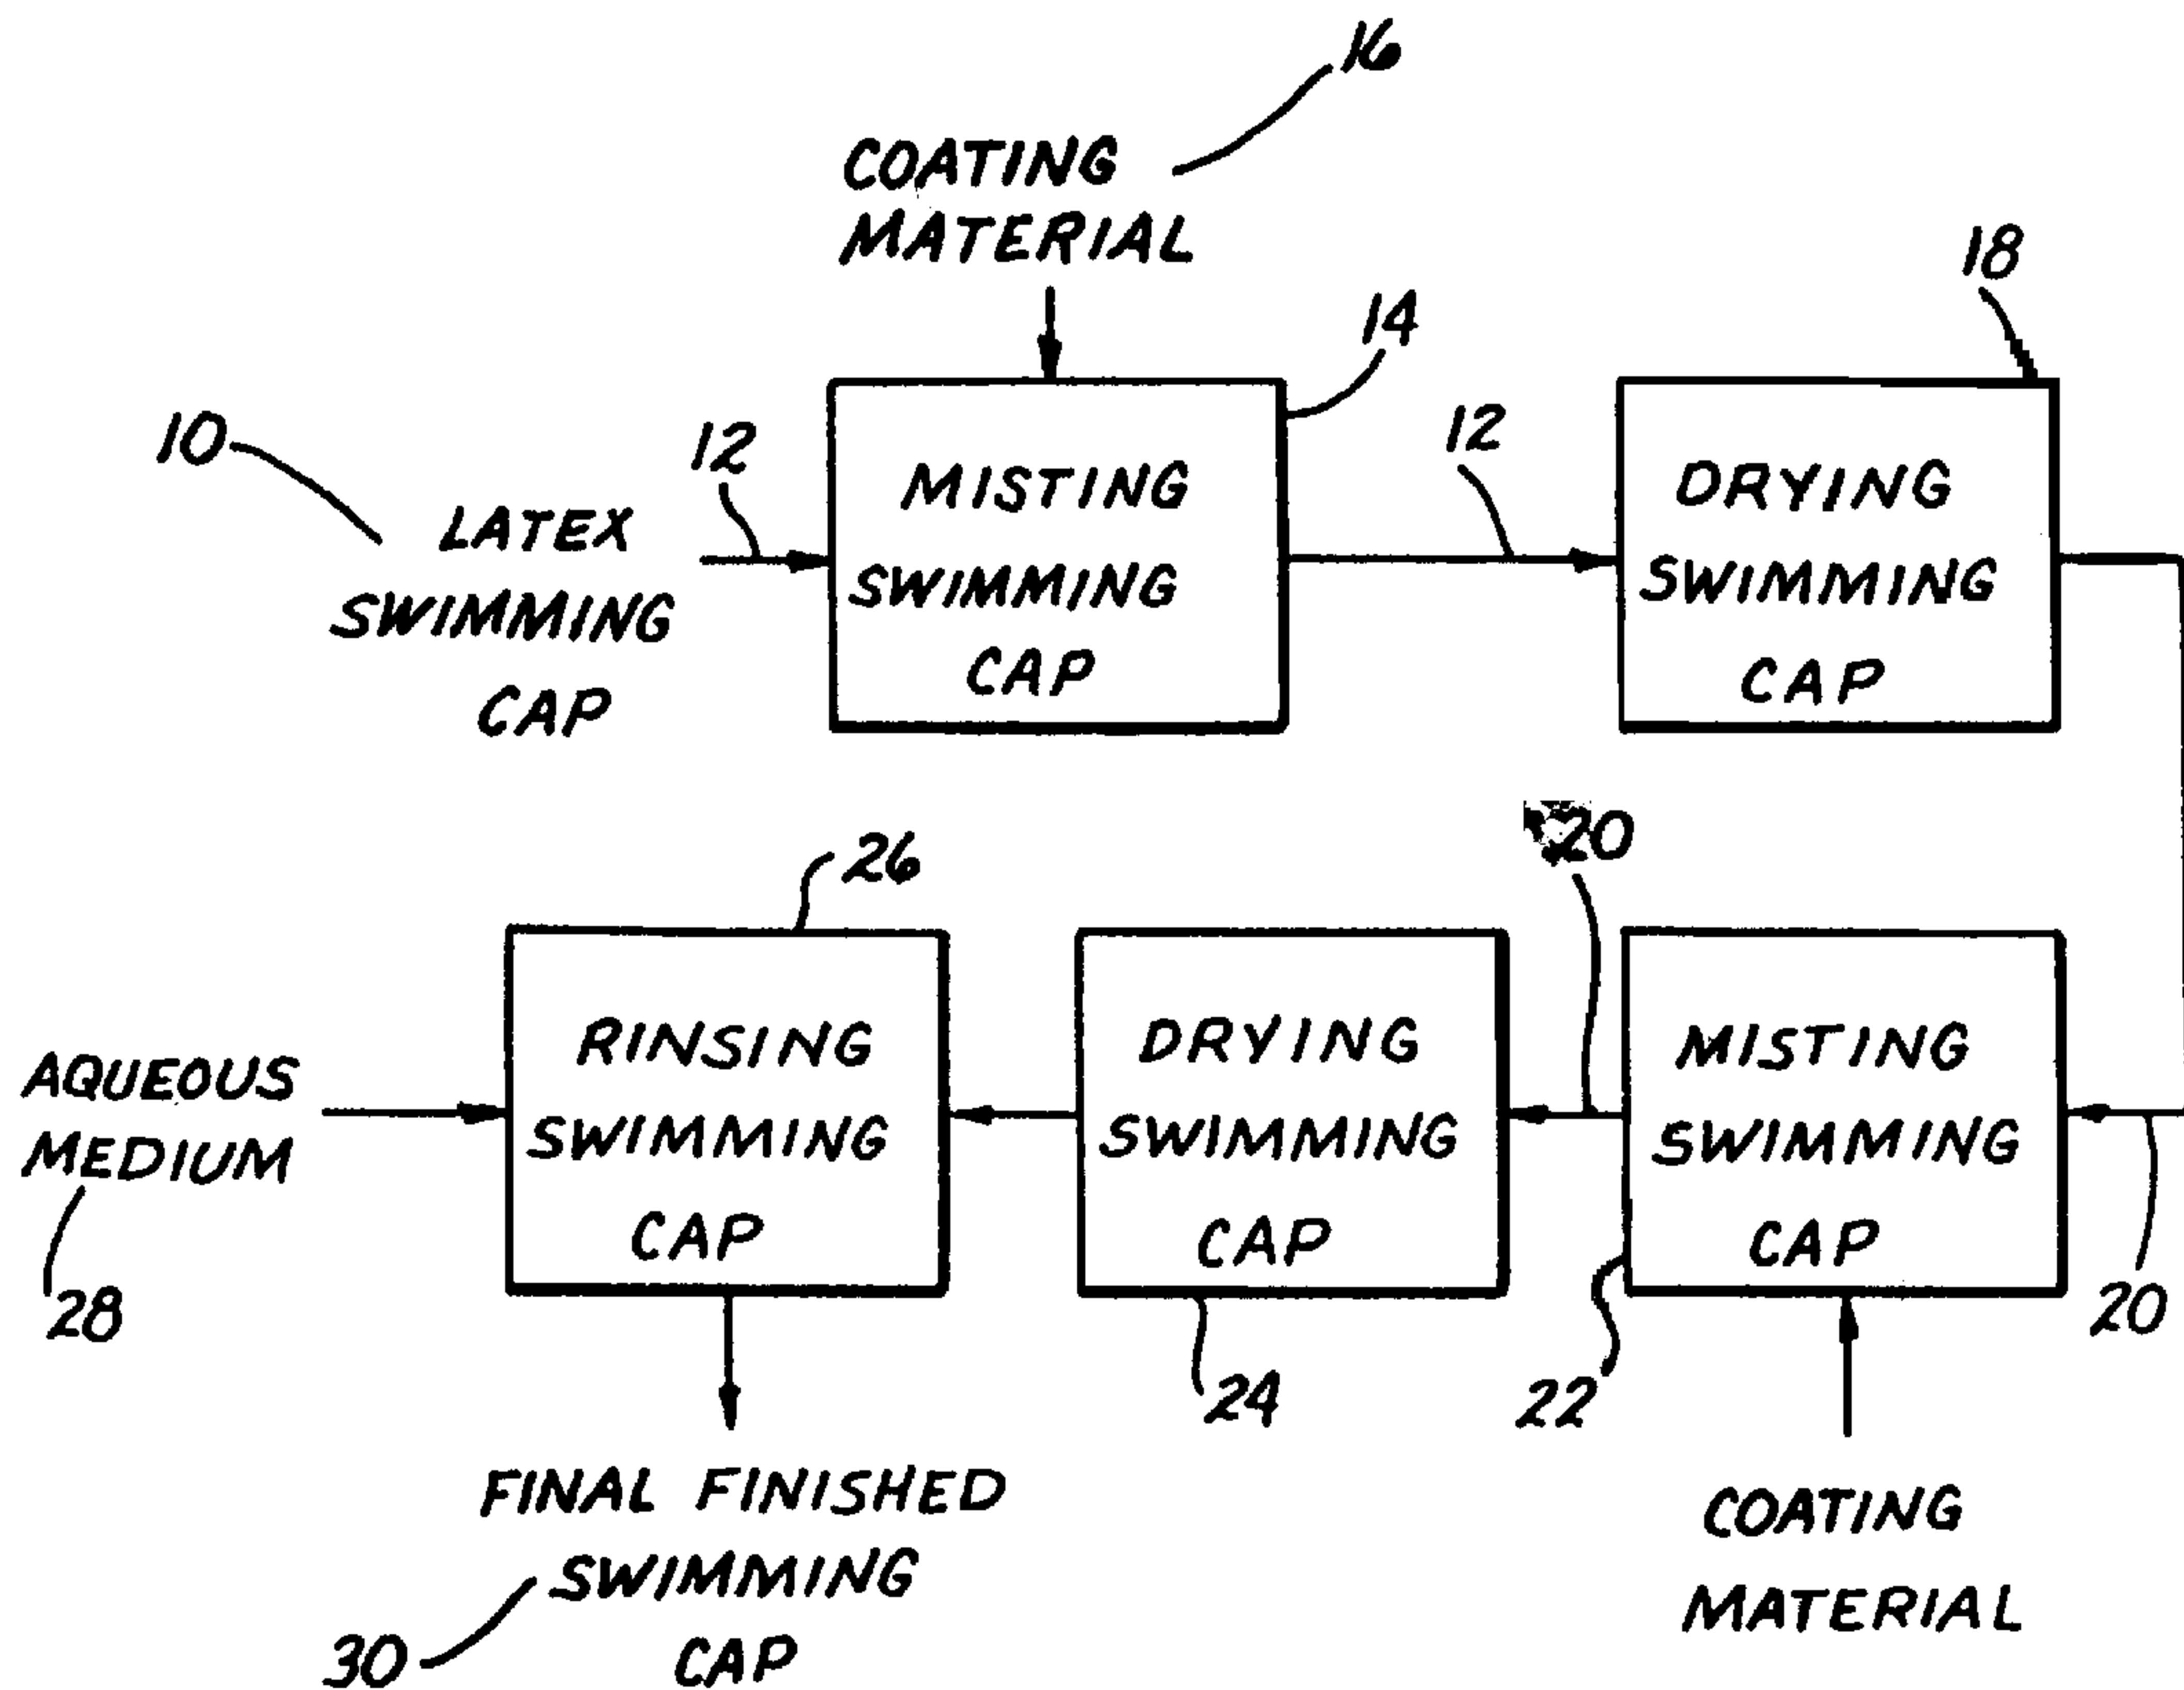 16
COATING
MATERIAL
18
14
10
12
12
LATEX
SWIMMING
CAP
MISTING
SWIMMING
CAP
DRYING
SWIMMING
CAP
26
20
AQUEOUS
MEDIUM
28
RINSING
SWIMMING
CAP
DRYING
SWIMMING
CAP
MISTING
SWIMMING
CAP
20
24
22
FINAL FINISHED
SWIMMING
CAP
30
COATING
MATERIAL